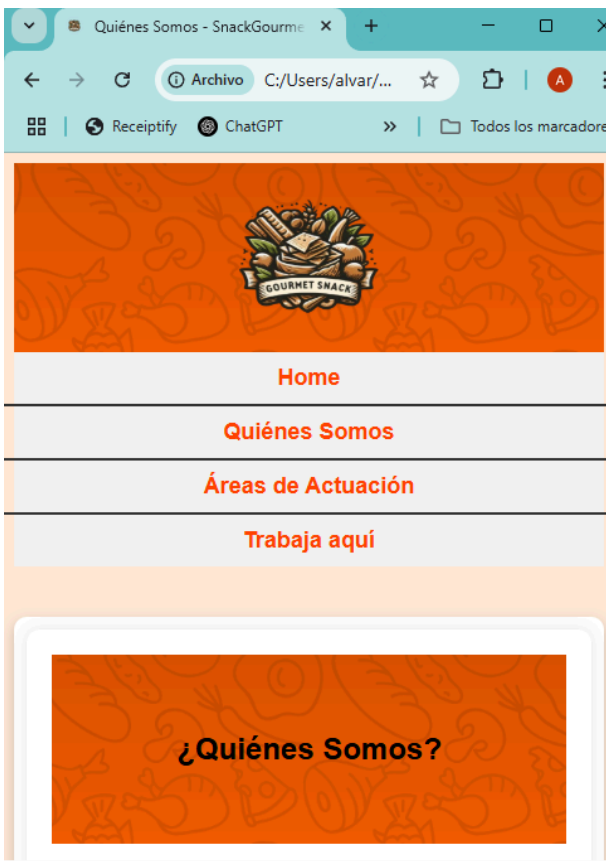 Quiénes Somos - SnackGourme
Archivo C:/Users/alvar/...
A
Receiptify ChatGPT » Todos los marcadore
GOURMET SNACK
Home
Quiénes Somos
Áreas de Actuación
Trabaja aquí
¿Quiénes Somos?